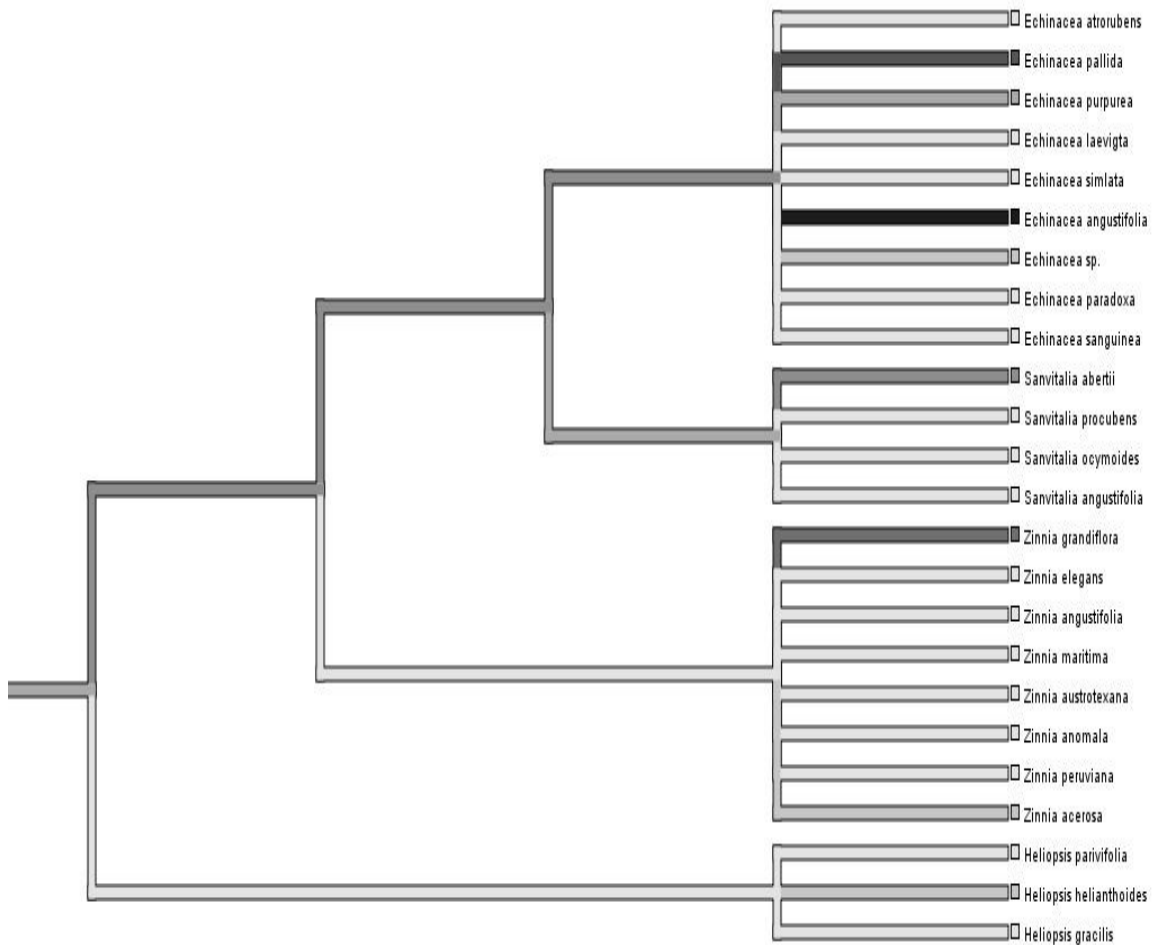 Echinacea atrorubens
Echinacea pallida
Echinacea purpurea
Echinacea laevigta
Echinacea simlata
Echinacea angustifolia
Echinacea sp.
Echinacea paradoxa
Echinacea sanguinea
Sanvitalia abertii
Sanvitalia procubens
Sanvitalia ocymoides
Sanvitalia angustifolia
Zinnia grandiflora
Zinnia elegans
Zinnia angustifolia
Zinnia maritima
Zinnia austrotexana
Zinnia anomala
Zinnia peruviana
Zinnia acerosa
Heliopsis parivifolia
Heliopsis helianthoides
Heliopsis gracilis